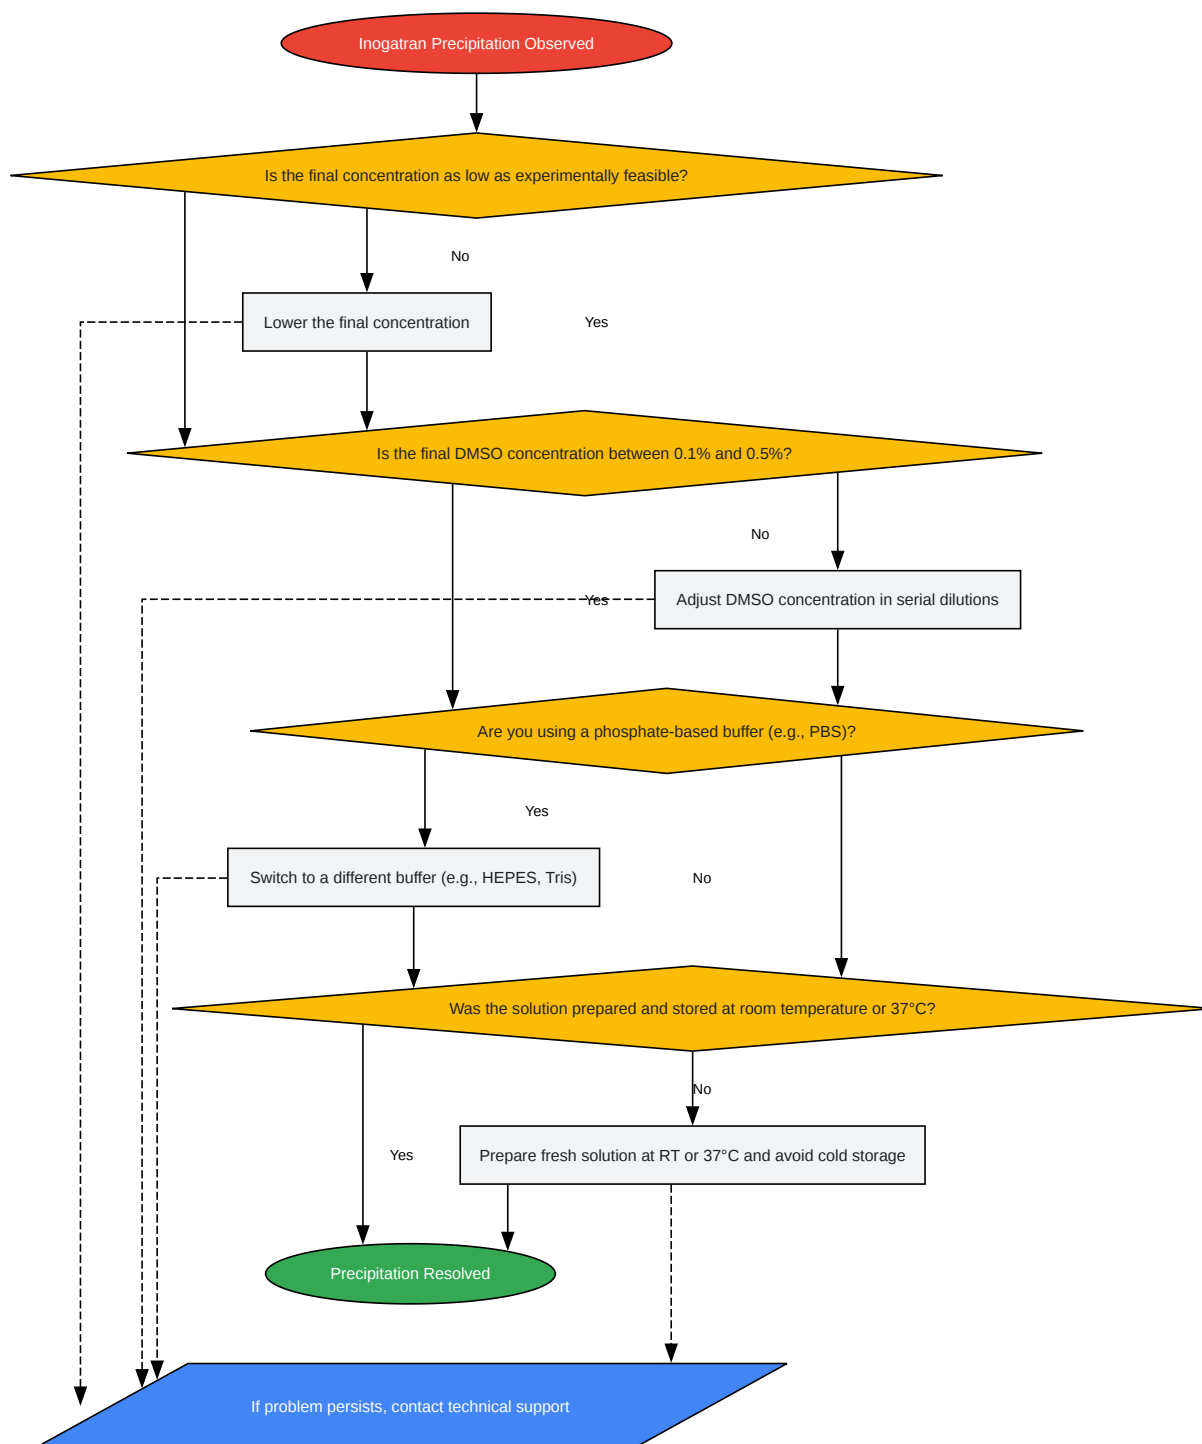 Inogatran Precipitation Observed
Is the final concentration as low as experimentally feasible?
No
Lower the final concentration
Yes
Is the final DMSO concentration between 0.1% and 0.5%?
No
Yes
Adjust DMSO concentration in serial dilutions
Are you using a phosphate-based buffer (e.g., PBS)?
Yes
Switch to a different buffer (e.g., HEPES, Tris)
No
Was the solution prepared and stored at room temperature or 37°C?
No
Yes
Prepare fresh solution at RT or 37°C and avoid cold storage
Precipitation Resolved
If problem persists, contact technical support